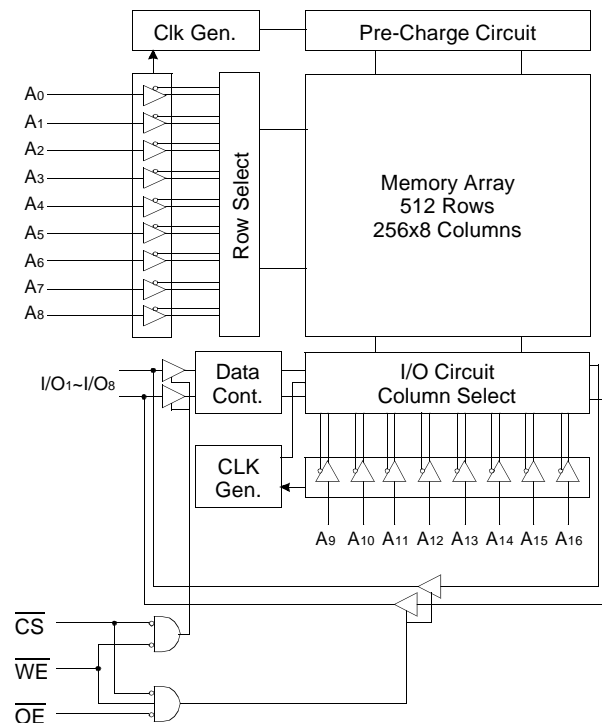 Clk Gen.
Pre-Charge Circuit
A0
A1
A2
A3
A4
A5
A6
A7
A8
Row Select
Memory Array
512 Rows
256x8 Columns
I/O1~I/O8
Data
Cont.
I/O Circuit
Column Select
CLK
Gen.
A9 A10 A11 A12 A13 A14 A15 A16
CS
WE
OE